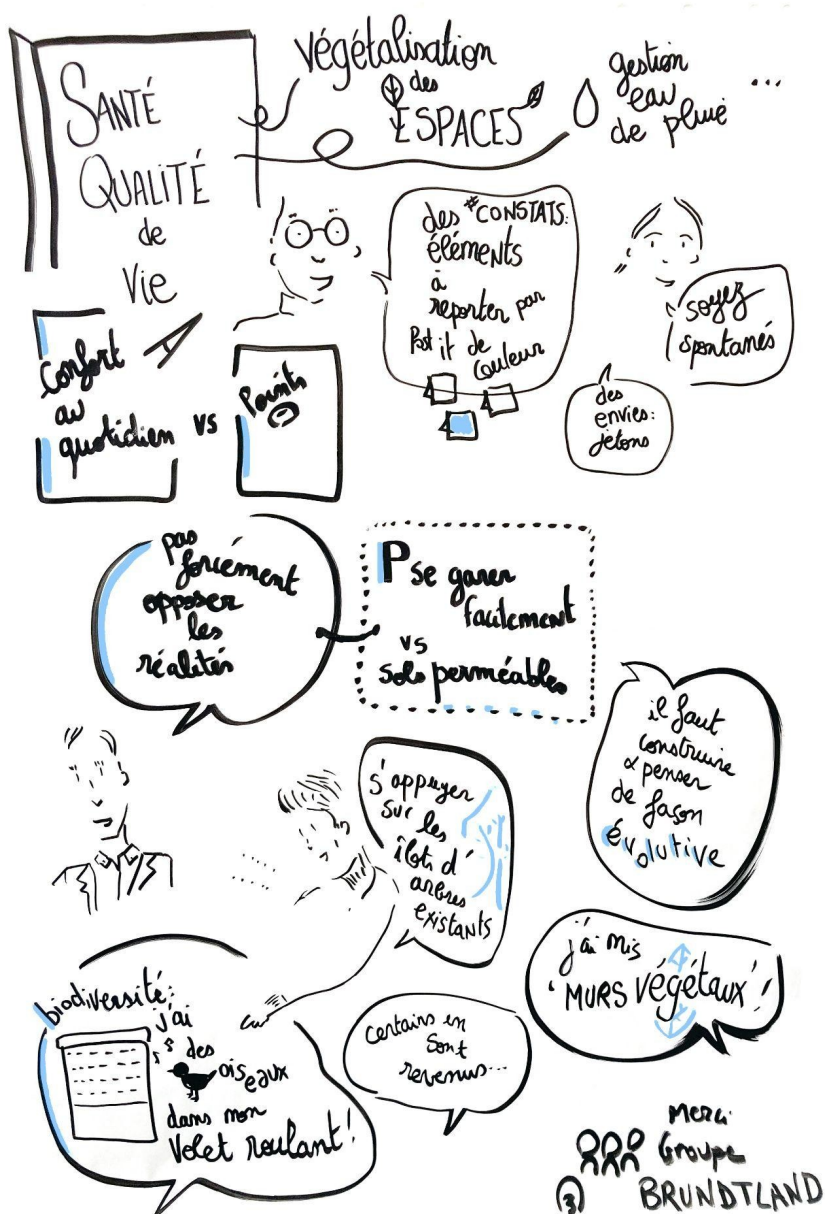 SANTÉ
QUALITÉ
de
Vie
végétalisation
des
ESPACES
gestion
eau
de pluie
...
des #CONSTATS:
éléments
à
reporter par
Post it de
couleur
soyez
spontanés
des
envies:
jetons
Confort
au
quotidien
vs
Points
pas
forcément
opposer
les
réalités
P se garer
facilement
vs
sols perméables
il faut
construire
& penser
de façon
évolutive
s'appuyer
sur les
îlots d'
arbres
existants
j'ai mis
'MURS Végétaux'!
biodiversité:
j'ai
des
oiseaux
dans mon
Volet roulant!
certains en
sont
revenus...
Merci
Groupe
3 BRUNDTLAND